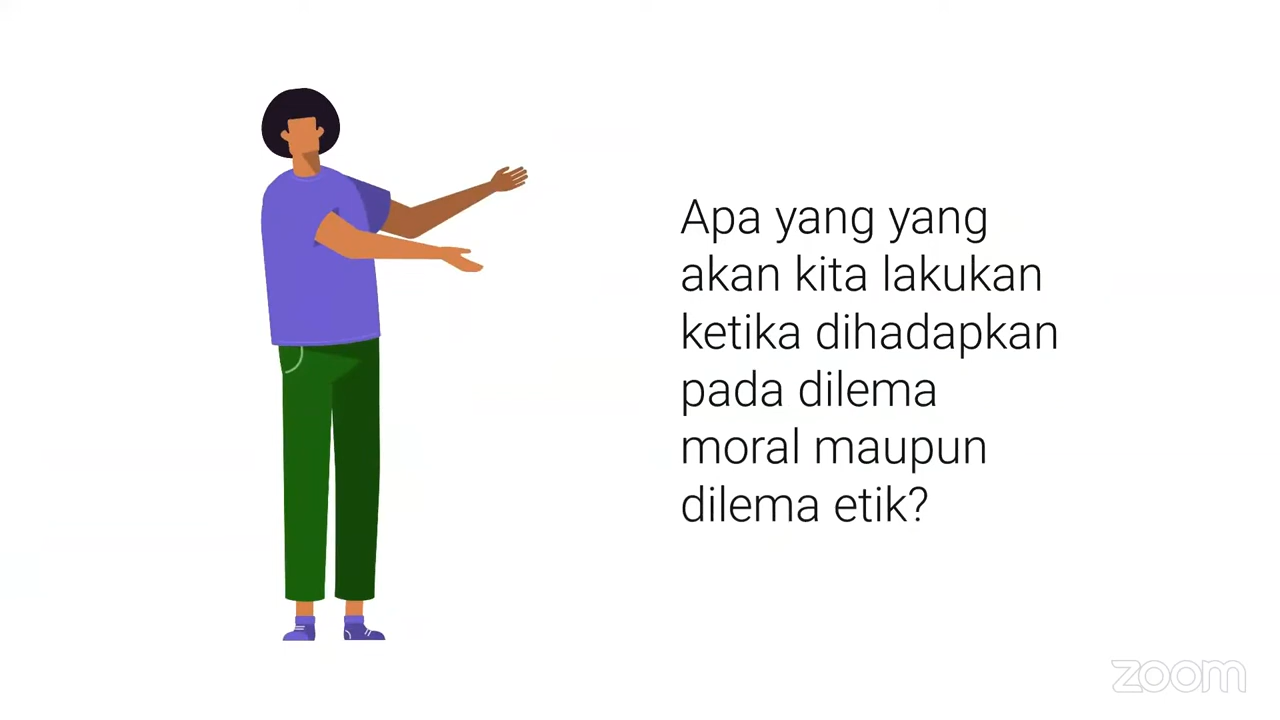 Apa yang yang
akan kita lakukan
ketika dihadapkan
pada dilema
moral maupun
dilema etik?
zoom